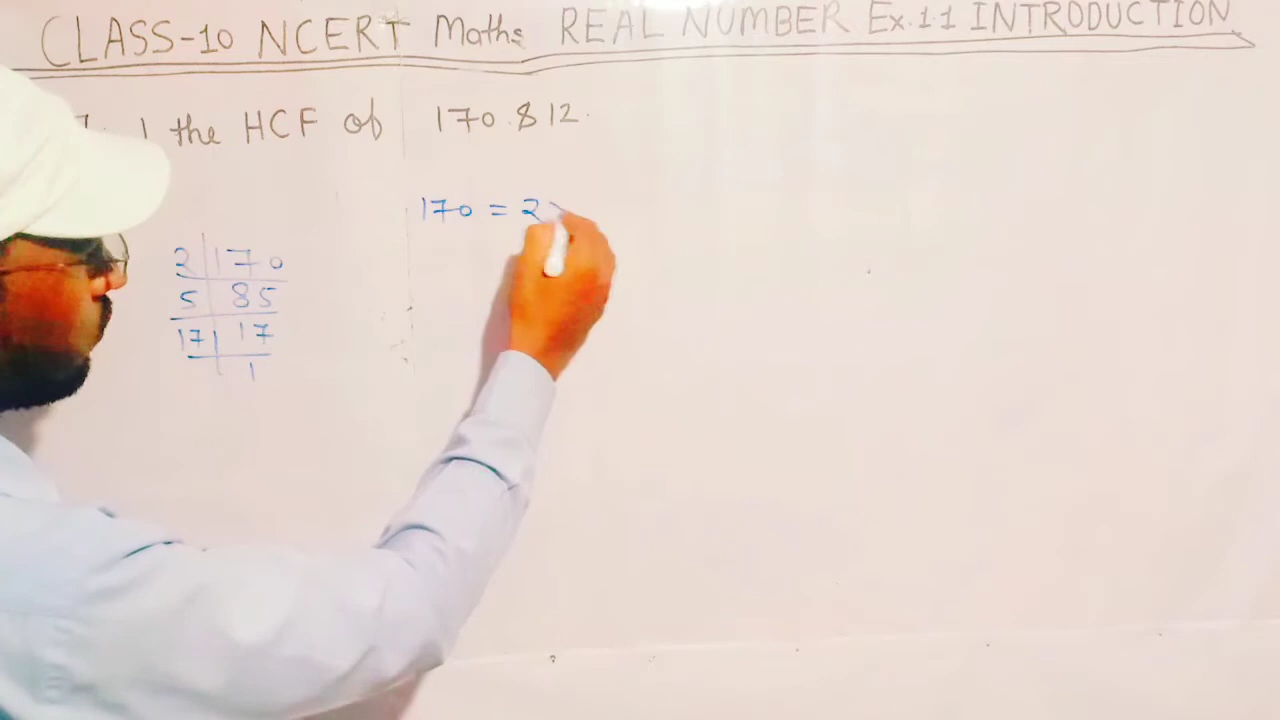 CLASS-10 NCERT Maths REAL NUMBER Ex.1.1 INTRODUCTION
the HCF of 170.812.
170 = 2 ×
2 | 170
5 | 85
17 | 17
1